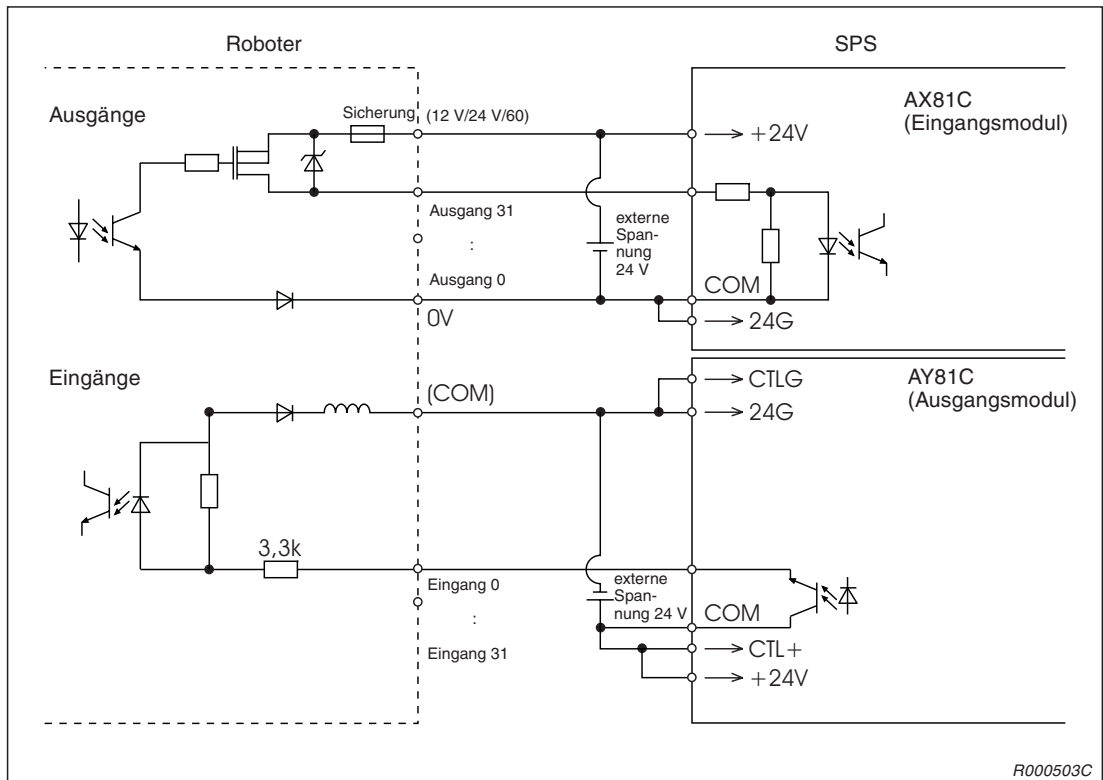 Roboter
SPS
Ausgänge
Sicherung
(12 V/24 V/60)
AX81C
(Eingangsmodul)
+24V
Ausgang 31
:
Ausgang 0
externe
Span-
nung
24 V
COM
0V
24G
Eingänge
(COM)
CTLG
24G
AY81C
(Ausgangsmodul)
3,3k
Eingang 0
:
Eingang 31
externe
Span-
nung 24 V
COM
CTL+
+24V
R000503C